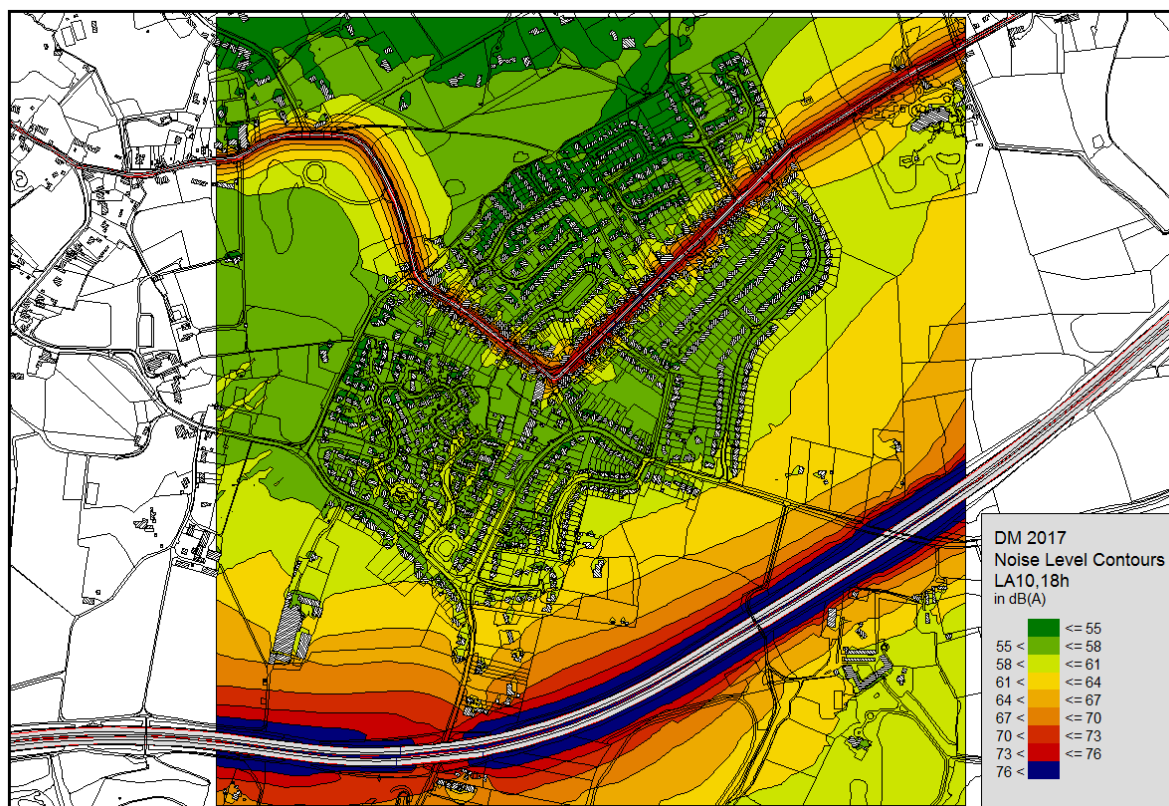 DM 2017
Noise Level Contours
LA10,18h
in dB(A)
<= 55
55 < <= 58
58 < <= 61
61 < <= 64
64 < <= 67
67 < <= 70
70 < <= 73
73 < <= 76
76 <